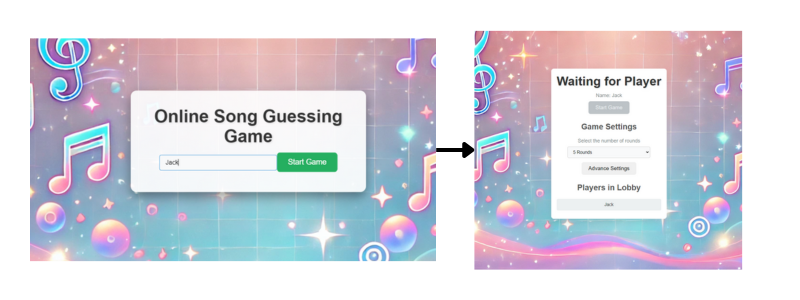 Online Song Guessing
Game
Jack
Start Game
Waiting for Player
Name: Jack
Start Game
Game Settings
Select the number of rounds
5 Rounds
Advance Settings
Players in Lobby
Jack